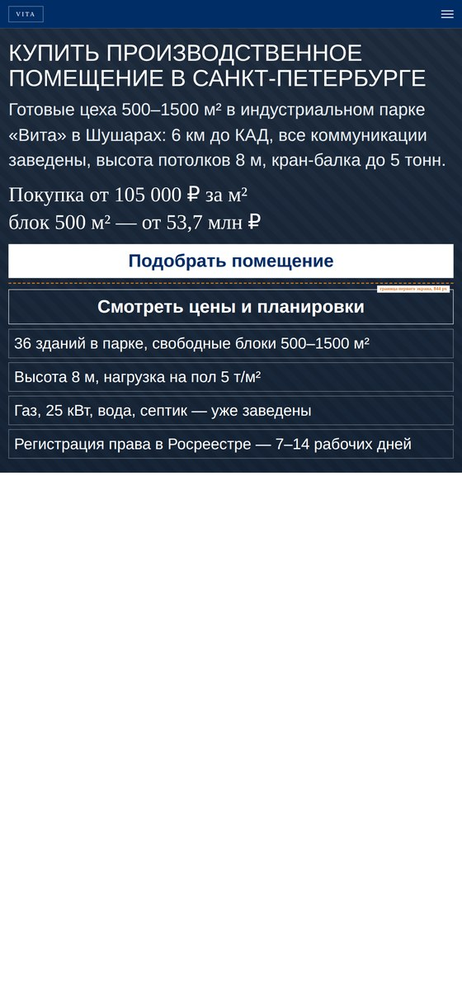 VITA
КУПИТЬ ПРОИЗВОДСТВЕННОЕ
ПОМЕЩЕНИЕ В САНКТ-ПЕТЕРБУРГЕ
Готовые цеха 500–1500 м² в индустриальном парке
«Вита» в Шушарах: 6 км до КАД, все коммуникации
заведены, высота потолков 8 м, кран-балка до 5 тонн.
Покупка от 105 000 ₽ за м²
блок 500 м² — от 53,7 млн ₽
Подобрать помещение
граница первого экрана, 844 px
Смотреть цены и планировки
36 зданий в парке, свободные блоки 500–1500 м²
Высота 8 м, нагрузка на пол 5 т/м²
Газ, 25 кВт, вода, септик — уже заведены
Регистрация права в Росреестре — 7–14 рабочих дней